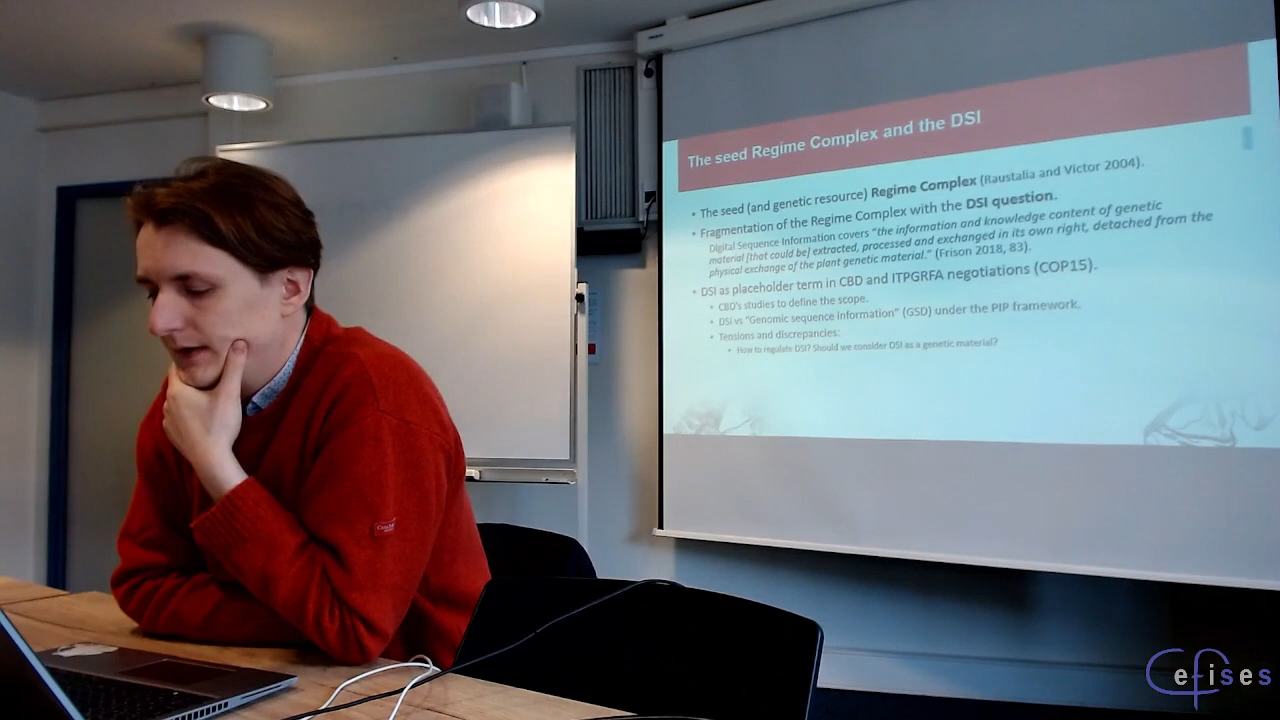 The seed Regime Complex and the DSI
• The seed (and genetic resource) Regime Complex (Raustalia and Victor 2004).
• Fragmentation of the Regime Complex with the DSI question.
Digital Sequence Information covers "the information and knowledge content of genetic
material [that could be] extracted, processed and exchanged in its own right, detached from the
physical exchange of the plant genetic material." (Frison 2018, 83).
• DSI as placeholder term in CBD and ITPGRFA negotiations (COP15).
• CBD's studies to define the scope.
• DSI vs "Genomic sequence information" (GSD) under the PIP framework.
• Tensions and discrepancies:
• How to regulate DSI? Should we consider DSI as a genetic material?
Cefises